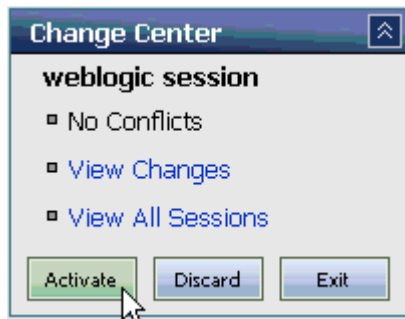 Change Center
weblogic session
No Conflicts
View Changes
View All Sessions
Activate Discard Exit